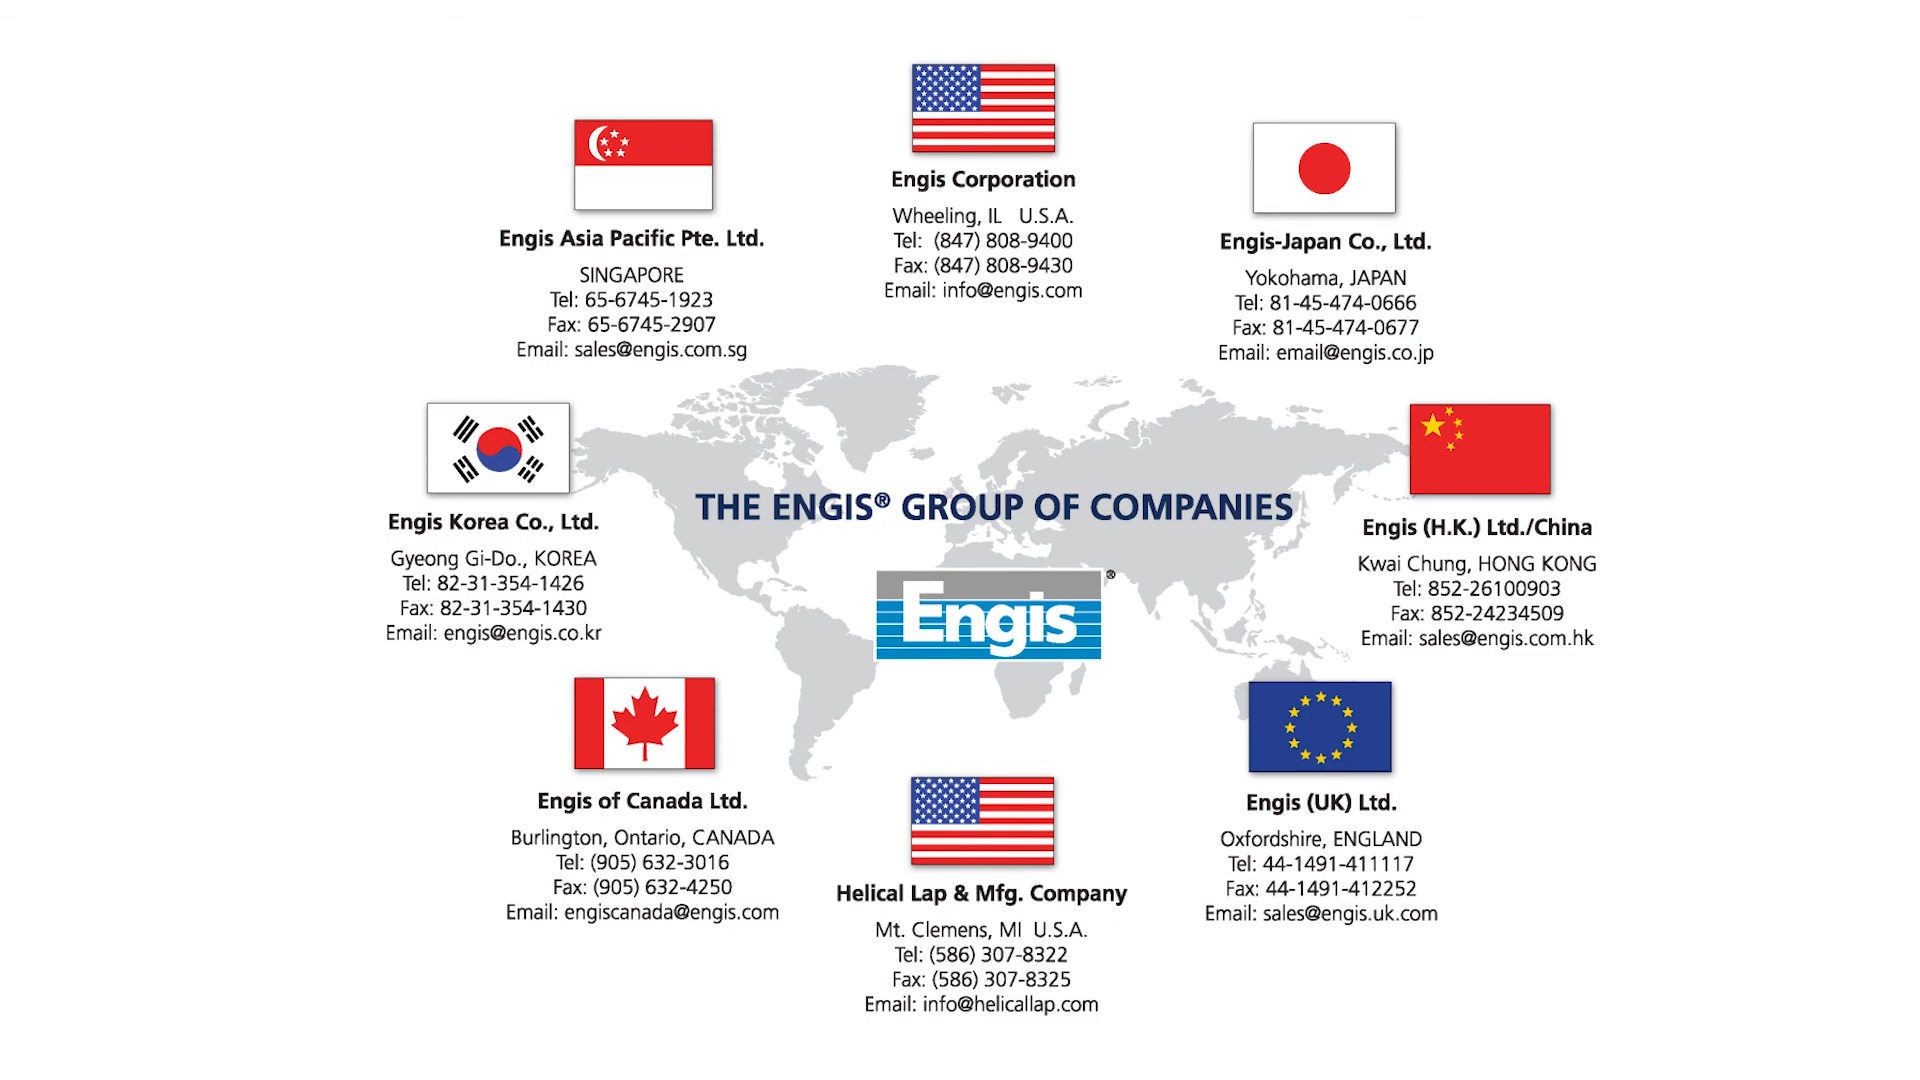 Engis Corporation
Wheeling, IL U.S.A.
Tel: (847) 808-9400
Fax: (847) 808-9430
Email: info@engis.com
Engis Asia Pacific Pte. Ltd.
SINGAPORE
Tel: 65-6745-1923
Fax: 65-6745-2907
Email: sales@engis.com.sg
Engis-Japan Co., Ltd.
Yokohama, JAPAN
Tel: 81-45-474-0666
Fax: 81-45-474-0677
Email: email@engis.co.jp
THE ENGIS® GROUP OF COMPANIES
Engis®
Engis Korea Co., Ltd.
Gyeong Gi-Do., KOREA
Tel: 82-31-354-1426
Fax: 82-31-354-1430
Email: engis@engis.co.kr
Engis (H.K.) Ltd./China
Kwai Chung, HONG KONG
Tel: 852-26100903
Fax: 852-24234509
Email: sales@engis.com.hk
Engis of Canada Ltd.
Burlington, Ontario, CANADA
Tel: (905) 632-3016
Fax: (905) 632-4250
Email: engiscanada@engis.com
Engis (UK) Ltd.
Oxfordshire, ENGLAND
Tel: 44-1491-411117
Fax: 44-1491-412252
Email: sales@engis.uk.com
Helical Lap & Mfg. Company
Mt. Clemens, MI U.S.A.
Tel: (586) 307-8322
Fax: (586) 307-8325
Email: info@helicallap.com